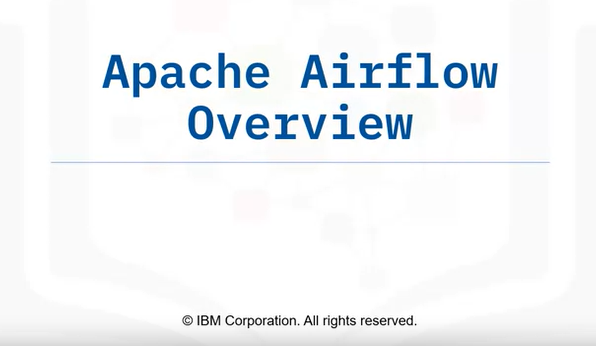 Apache Airflow
Overview
© IBM Corporation. All rights reserved.